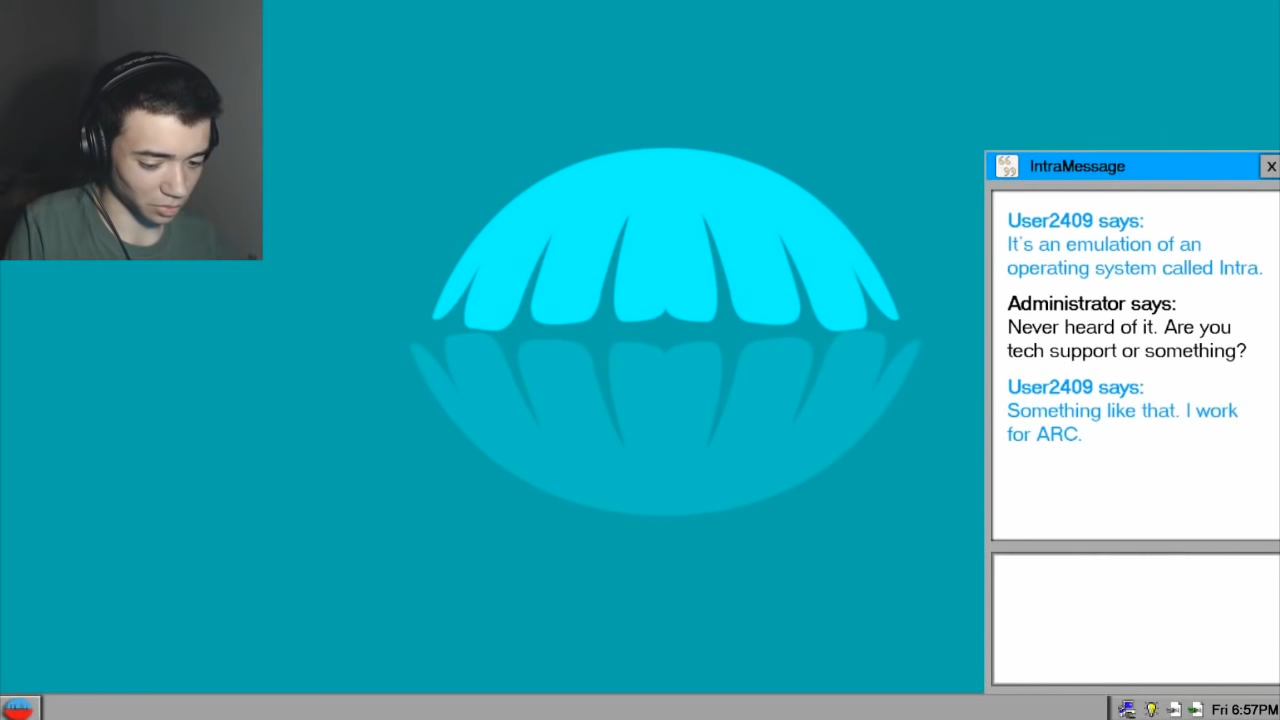 IntraMessage
X
User2409 says:
It's an emulation of an
operating system called Intra.
Administrator says:
Never heard of it. Are you
tech support or something?
User2409 says:
Something like that. I work
for ARC.
Fri 6:57PM